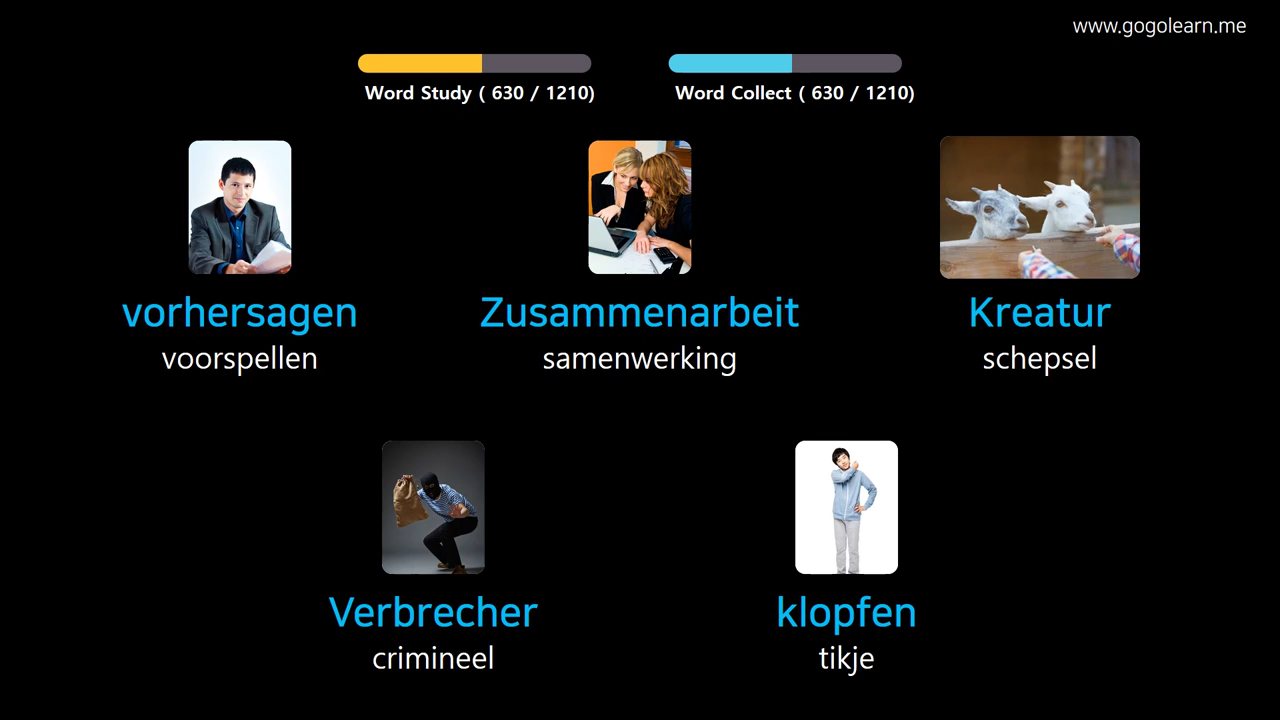 www.gogolearn.me
Word Study ( 630 / 1210)
Word Collect ( 630 / 1210)
vorhersagen
voorspellen
Zusammenarbeit
samenwerking
Kreatur
schepsel
Verbrecher
crimineel
klopfen
tikje